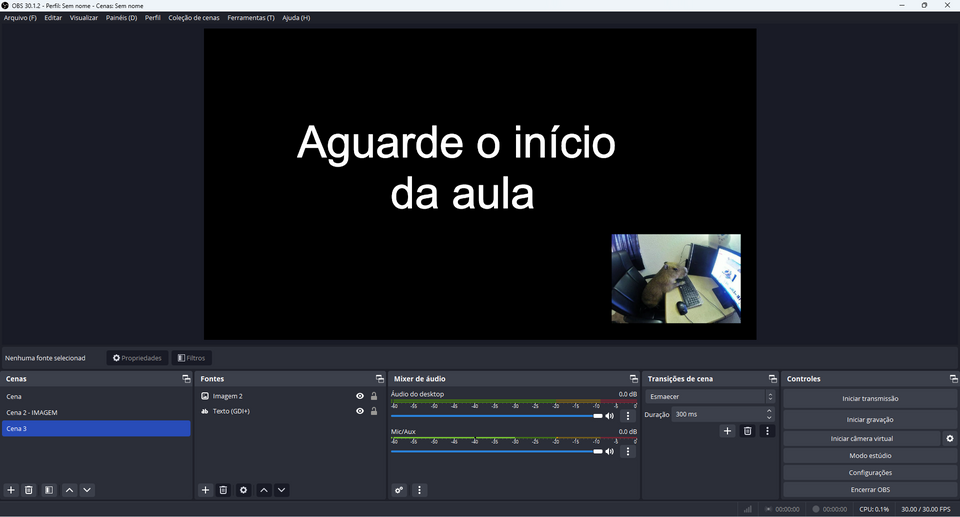 OBS 30.1.2 - Perfil: Sem nome - Cenas: Sem nome
Arquivo (F) Editar Visualizar Painéis (D) Perfil Coleção de cenas Ferramentas (T) Ajuda (H)
Aguarde o início
da aula
Nenhuma fonte selecionad Propriedades Filtros
Cenas
Cena
Cena 2 - IMAGEM
Cena 3
Fontes
Imagem 2
Texto (GDI+)
Mixer de áudio
Áudio do desktop 0.0 dB
-60 -55 -50 -45 -40 -35 -30 -25 -20 -15 -10 -5 0
Mic/Aux 0.0 dB
-60 -55 -50 -45 -40 -35 -30 -25 -20 -15 -10 -5 0
Transições de cena
Esmaecer
Duração 300 ms
Controles
Iniciar transmissão
Iniciar gravação
Iniciar câmera virtual
Modo estúdio
Configurações
Encerrar OBS
00:00:00 00:00:00 CPU: 0.1% 30.00 / 30.00 FPS